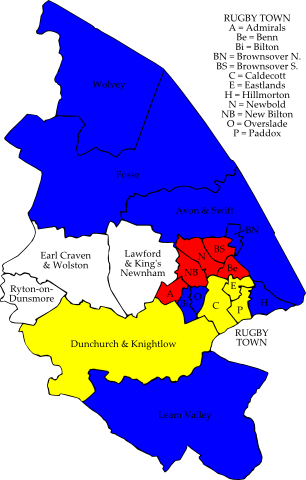 RUGBY TOWN
A = Admirals
Be = Benn
Bi = Bilton
BN = Brownsover N.
BS = Brownsover S.
C = Caldecott
E = Eastlands
H = Hillmorton
N = Newbold
NB = New Bilton
O = Overslade
P = Paddox
Wolvey
Fosse
Avon & Swift
BN
Earl Craven
& Wolston
Lawford
& King's
Newnham
N
BS
NB
Be
Ryton-on-
Dunsmore
A
Bi
O
E
C
P
H
RUGBY
TOWN
Dunchurch & Knightlow
Leam Valley